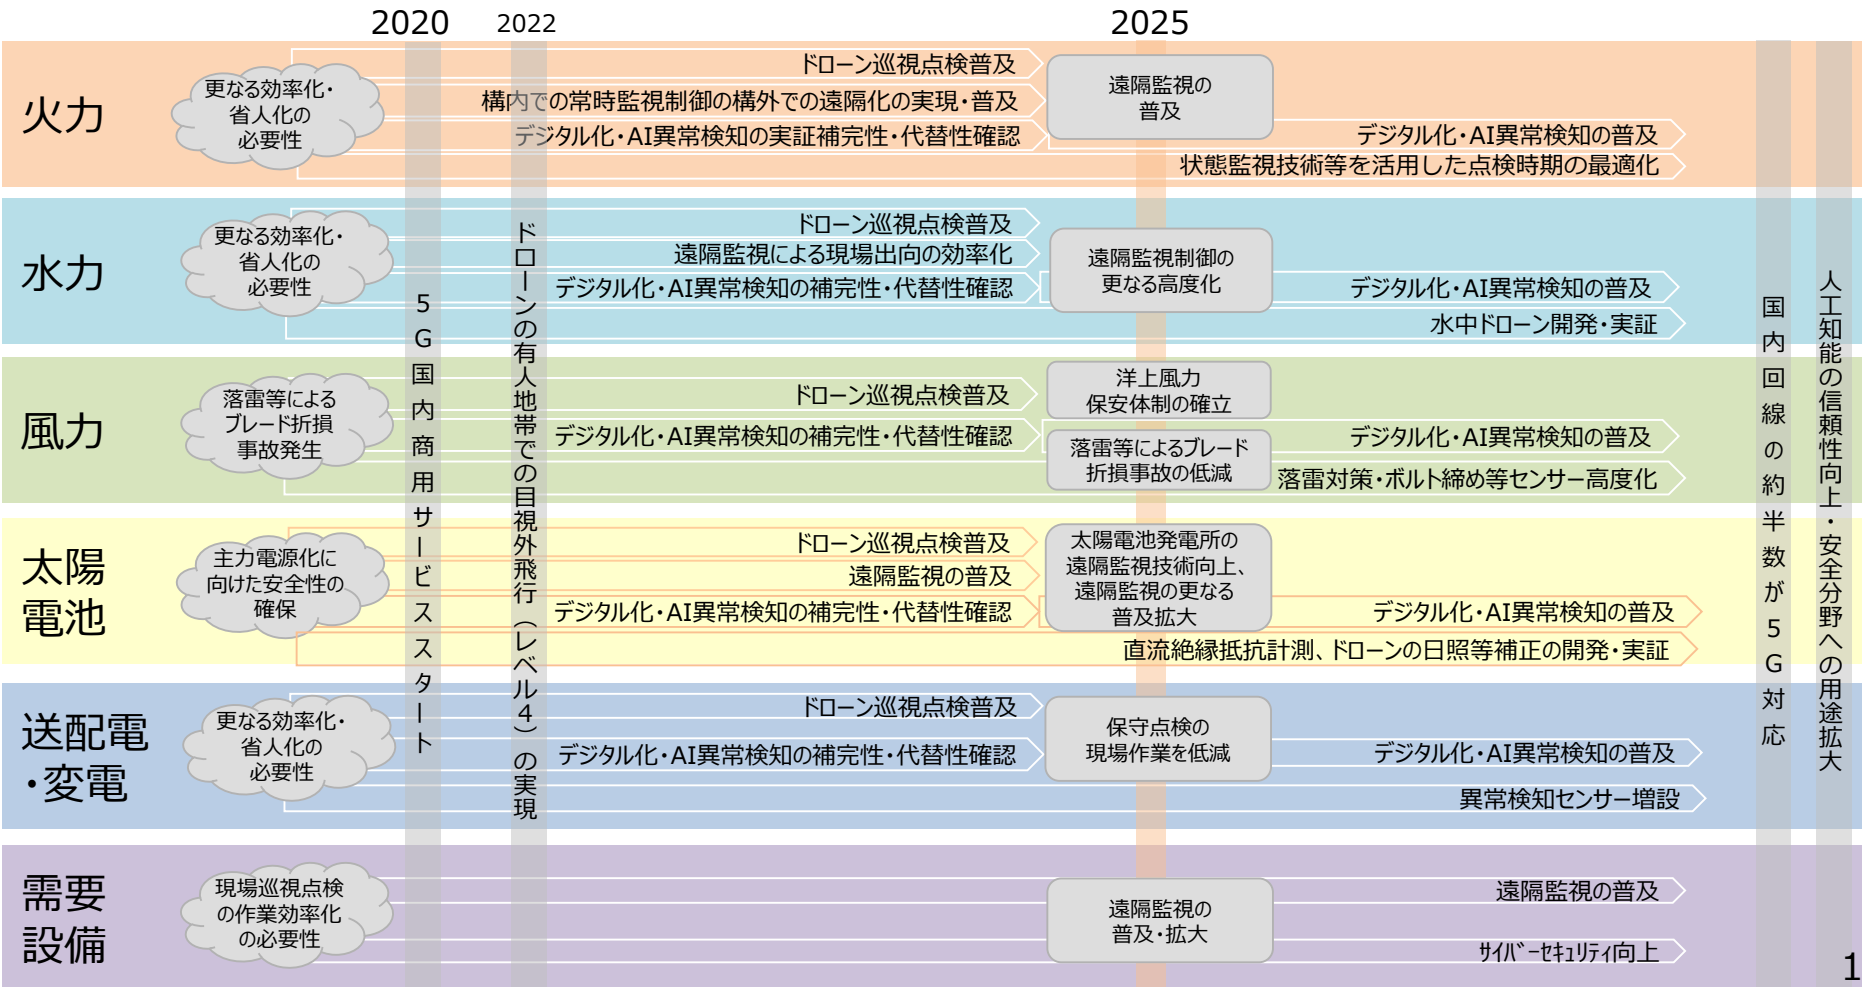 2020
2022
2025
火力
更なる効率化・
省人化の
必要性
ドローン巡視点検普及
構内での常時監視制御の構外での遠隔化の実現・普及
デジタル化・AI異常検知の実証補完性・代替性確認
遠隔監視の
普及
デジタル化・AI異常検知の普及
状態監視技術等を活用した点検時期の最適化
水力
更なる効率化・
省人化の
必要性
ドローン巡視点検普及
遠隔監視による現場出向の効率化
デジタル化・AI異常検知の補完性・代替性確認
遠隔監視制御の
更なる高度化
デジタル化・AI異常検知の普及
水中ドローン開発・実証
風力
落雷等による
ブレード折損
事故発生
ドローン巡視点検普及
デジタル化・AI異常検知の補完性・代替性確認
洋上風力
保安体制の確立
落雷等によるブレード
折損事故の低減
デジタル化・AI異常検知の普及
落雷対策・ボルト締め等センサー高度化
太陽
電池
主力電源化に
向けた安全性の
確保
ドローン巡視点検普及
遠隔監視の普及
デジタル化・AI異常検知の補完性・代替性確認
太陽電池発電所の
遠隔監視技術向上、
遠隔監視の更なる
普及拡大
デジタル化・AI異常検知の普及
直流絶縁抵抗計測、ドローンの日照等補正の開発・実証
送配電
・変電
更なる効率化・
省人化の
必要性
ドローン巡視点検普及
デジタル化・AI異常検知の補完性・代替性確認
保守点検の
現場作業を低減
デジタル化・AI異常検知の普及
異常検知センサー増設
需要
設備
現場巡視点検
の作業効率化
の必要性
遠隔監視の
普及・拡大
遠隔監視の普及
ｻｲﾊﾞｰｾｷｭﾘﾃｨ向上
5G国内商用サービススタート
ドローンの有人地帯での目視外飛行（レベル４）の実現
国内回線の約半数が5G対応
人工知能の信頼性向上・安全分野への用途拡大
1